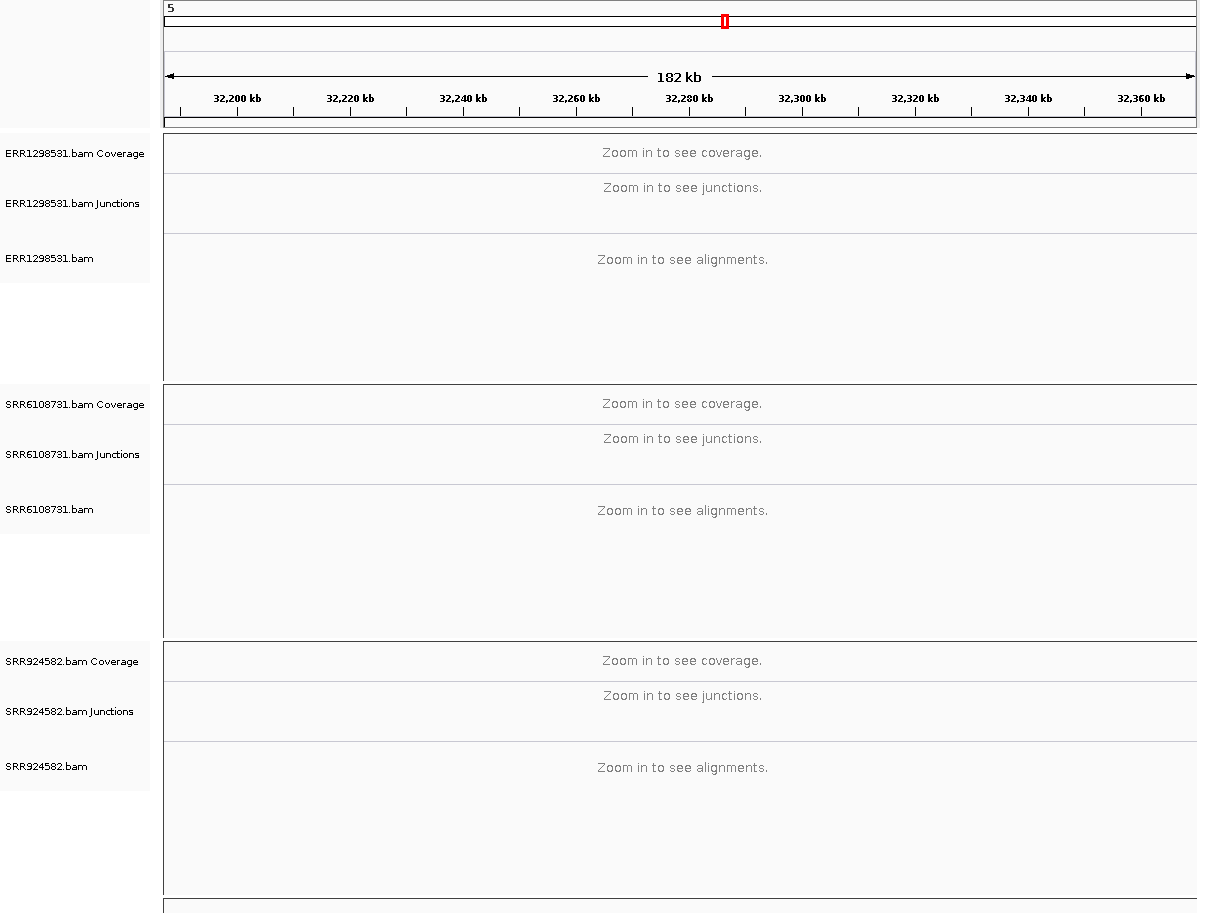 5
182 kb
32,200 kb 32,220 kb 32,240 kb 32,260 kb 32,280 kb 32,300 kb 32,320 kb 32,340 kb 32,360 kb
ERR1298531.bam Coverage
Zoom in to see coverage.
Zoom in to see junctions.
ERR1298531.bam Junctions
ERR1298531.bam
Zoom in to see alignments.
SRR6108731.bam Coverage
Zoom in to see coverage.
Zoom in to see junctions.
SRR6108731.bam Junctions
SRR6108731.bam
Zoom in to see alignments.
SRR924582.bam Coverage
Zoom in to see coverage.
Zoom in to see junctions.
SRR924582.bam Junctions
SRR924582.bam
Zoom in to see alignments.